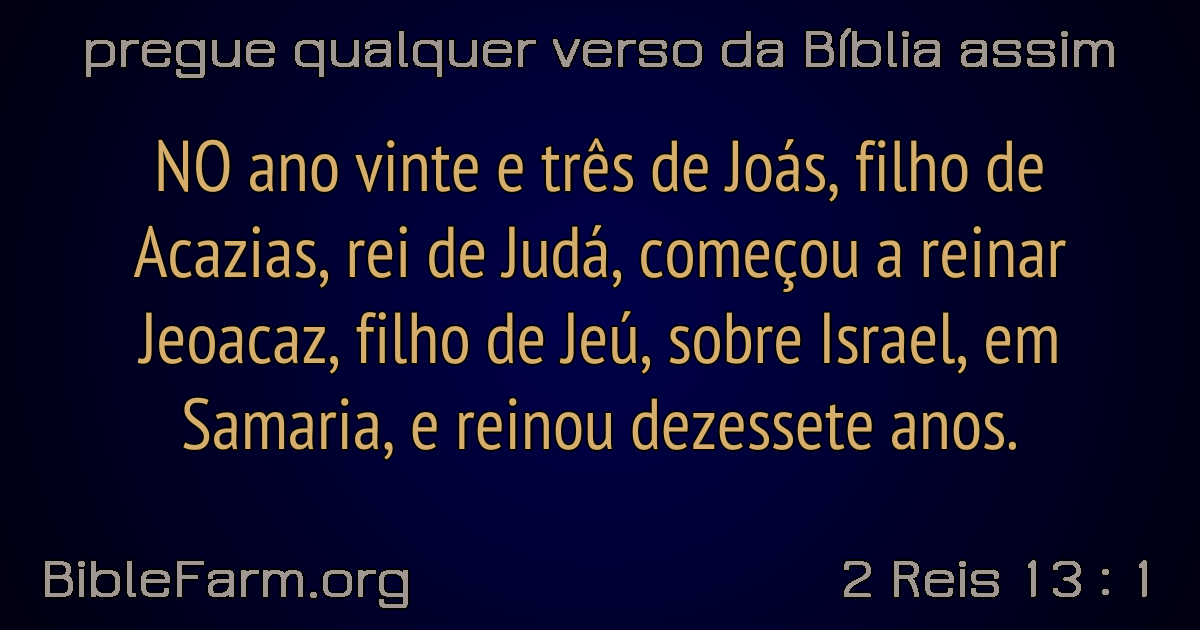 pregue qualquer verso da Bíblia assim
NO ano vinte e três de Joás, filho de
Acazias, rei de Judá, começou a reinar
Jeoacaz, filho de Jeú, sobre Israel, em
Samaria, e reinou dezessete anos.
BibleFarm.org
2 Reis 13 : 1